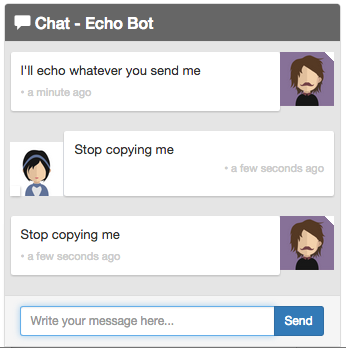 Chat - Echo Bot
I'll echo whatever you send me
• a minute ago
Stop copying me
• a few seconds ago
Stop copying me
• a few seconds ago
Write your message here...
Send